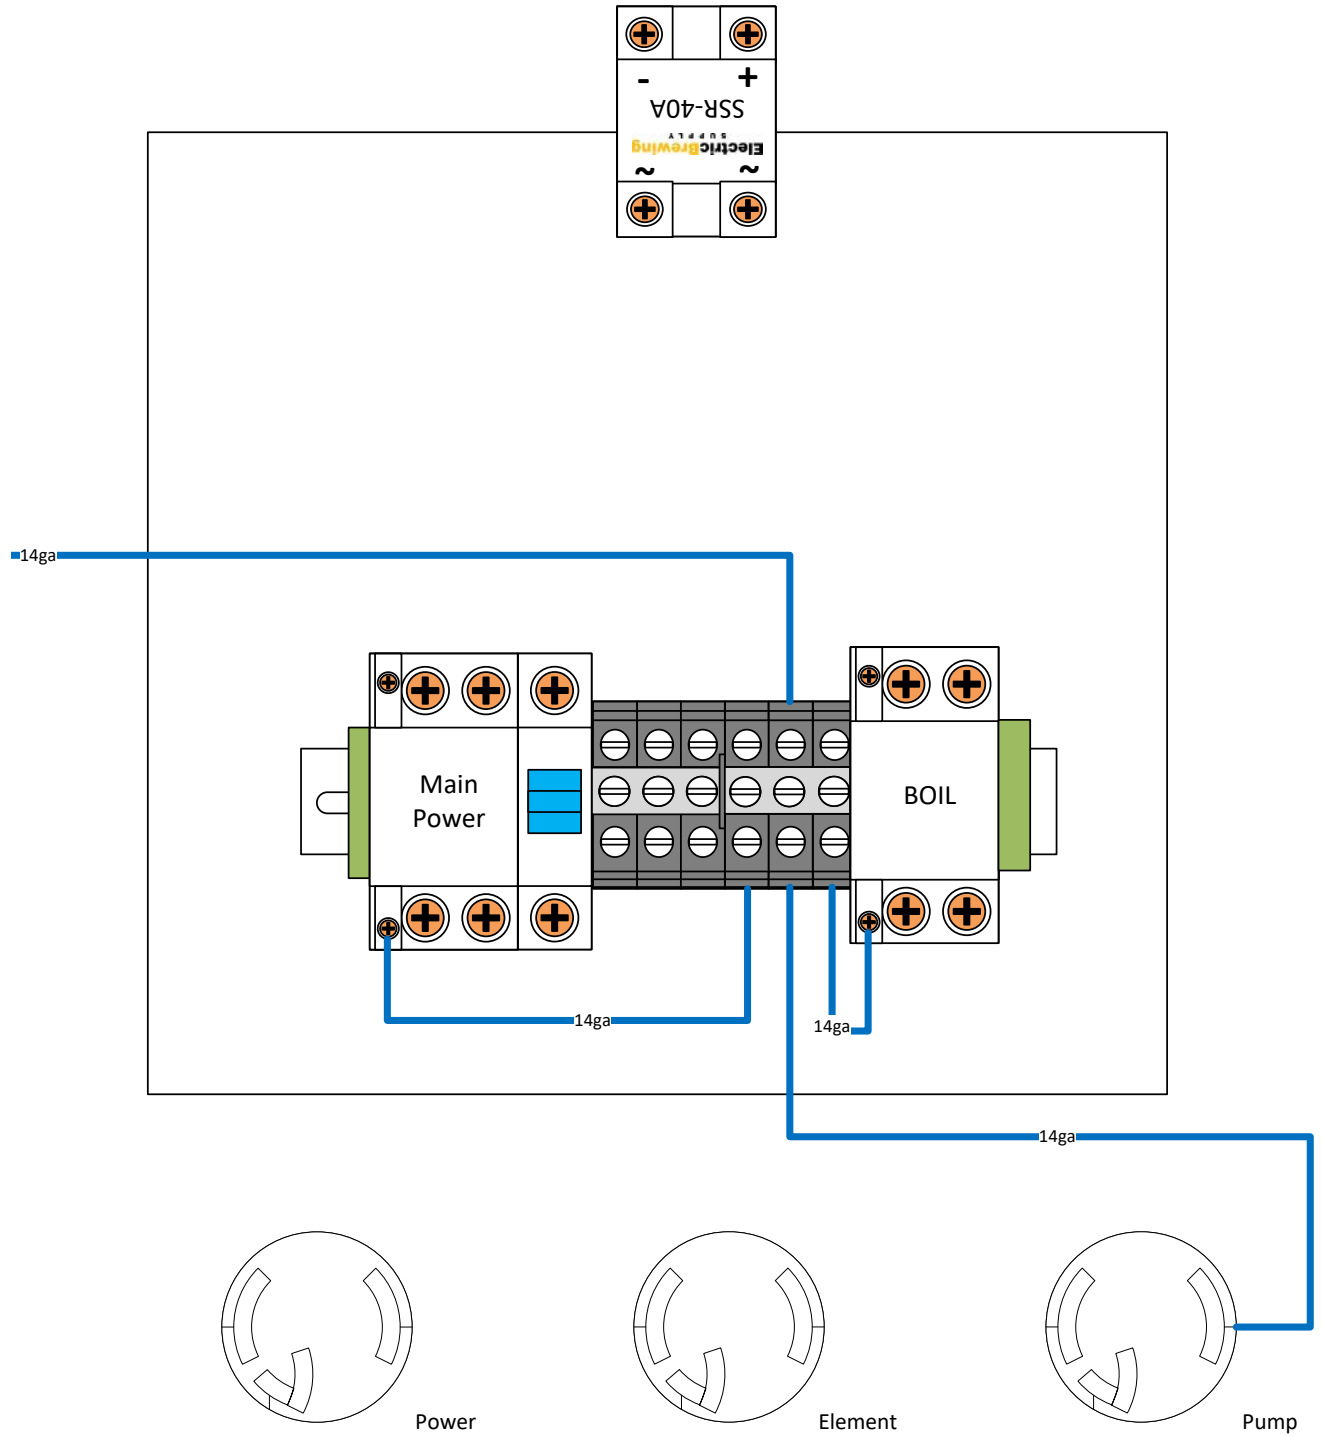 - +
SSR-40A
ElectricBrewing
SUPPLY
~ ~
14ga
Main
Power
BOIL
14ga
14ga
14ga
Power
Element
Pump